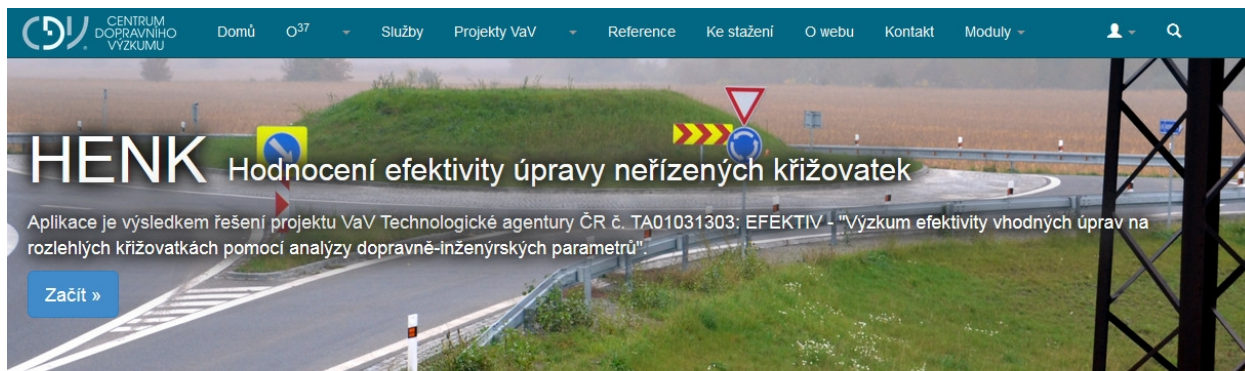 CENTRUM
DOPRAVNÍHO
VÝZKUMU
Domů O37 Služby Projekty VaV Reference Ke stažení O webu Kontakt Moduly
HENK Hodnocení efektivity úpravy neřízených křižovatek
Aplikace je výsledkem řešení projektu VaV Technologické agentury ČR č. TA01031303: EFEKTIV - "Výzkum efektivity vhodných úprav na
rozlehlých křižovatkách pomocí analýzy dopravně-inženýrských parametrů".
Začít »